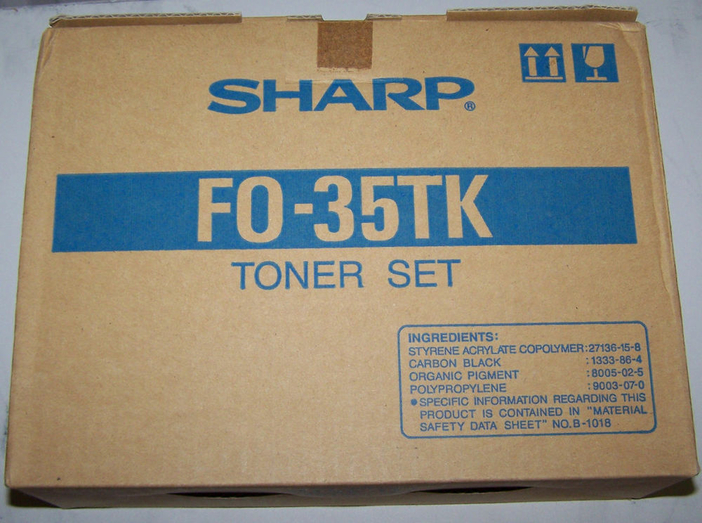 SHARP®
FO-35TK
TONER SET
INGREDIENTS:
STYRENE ACRYLATE COPOLYMER:27136-15-8
CARBON BLACK :1333-86-4
ORGANIC PIGMENT :8005-02-5
POLYPROPYLENE :9003-07-0
●SPECIFIC INFORMATION REGARDING THIS
PRODUCT IS CONTAINED IN "MATERIAL
SAFETY DATA SHEET" NO.B-1018